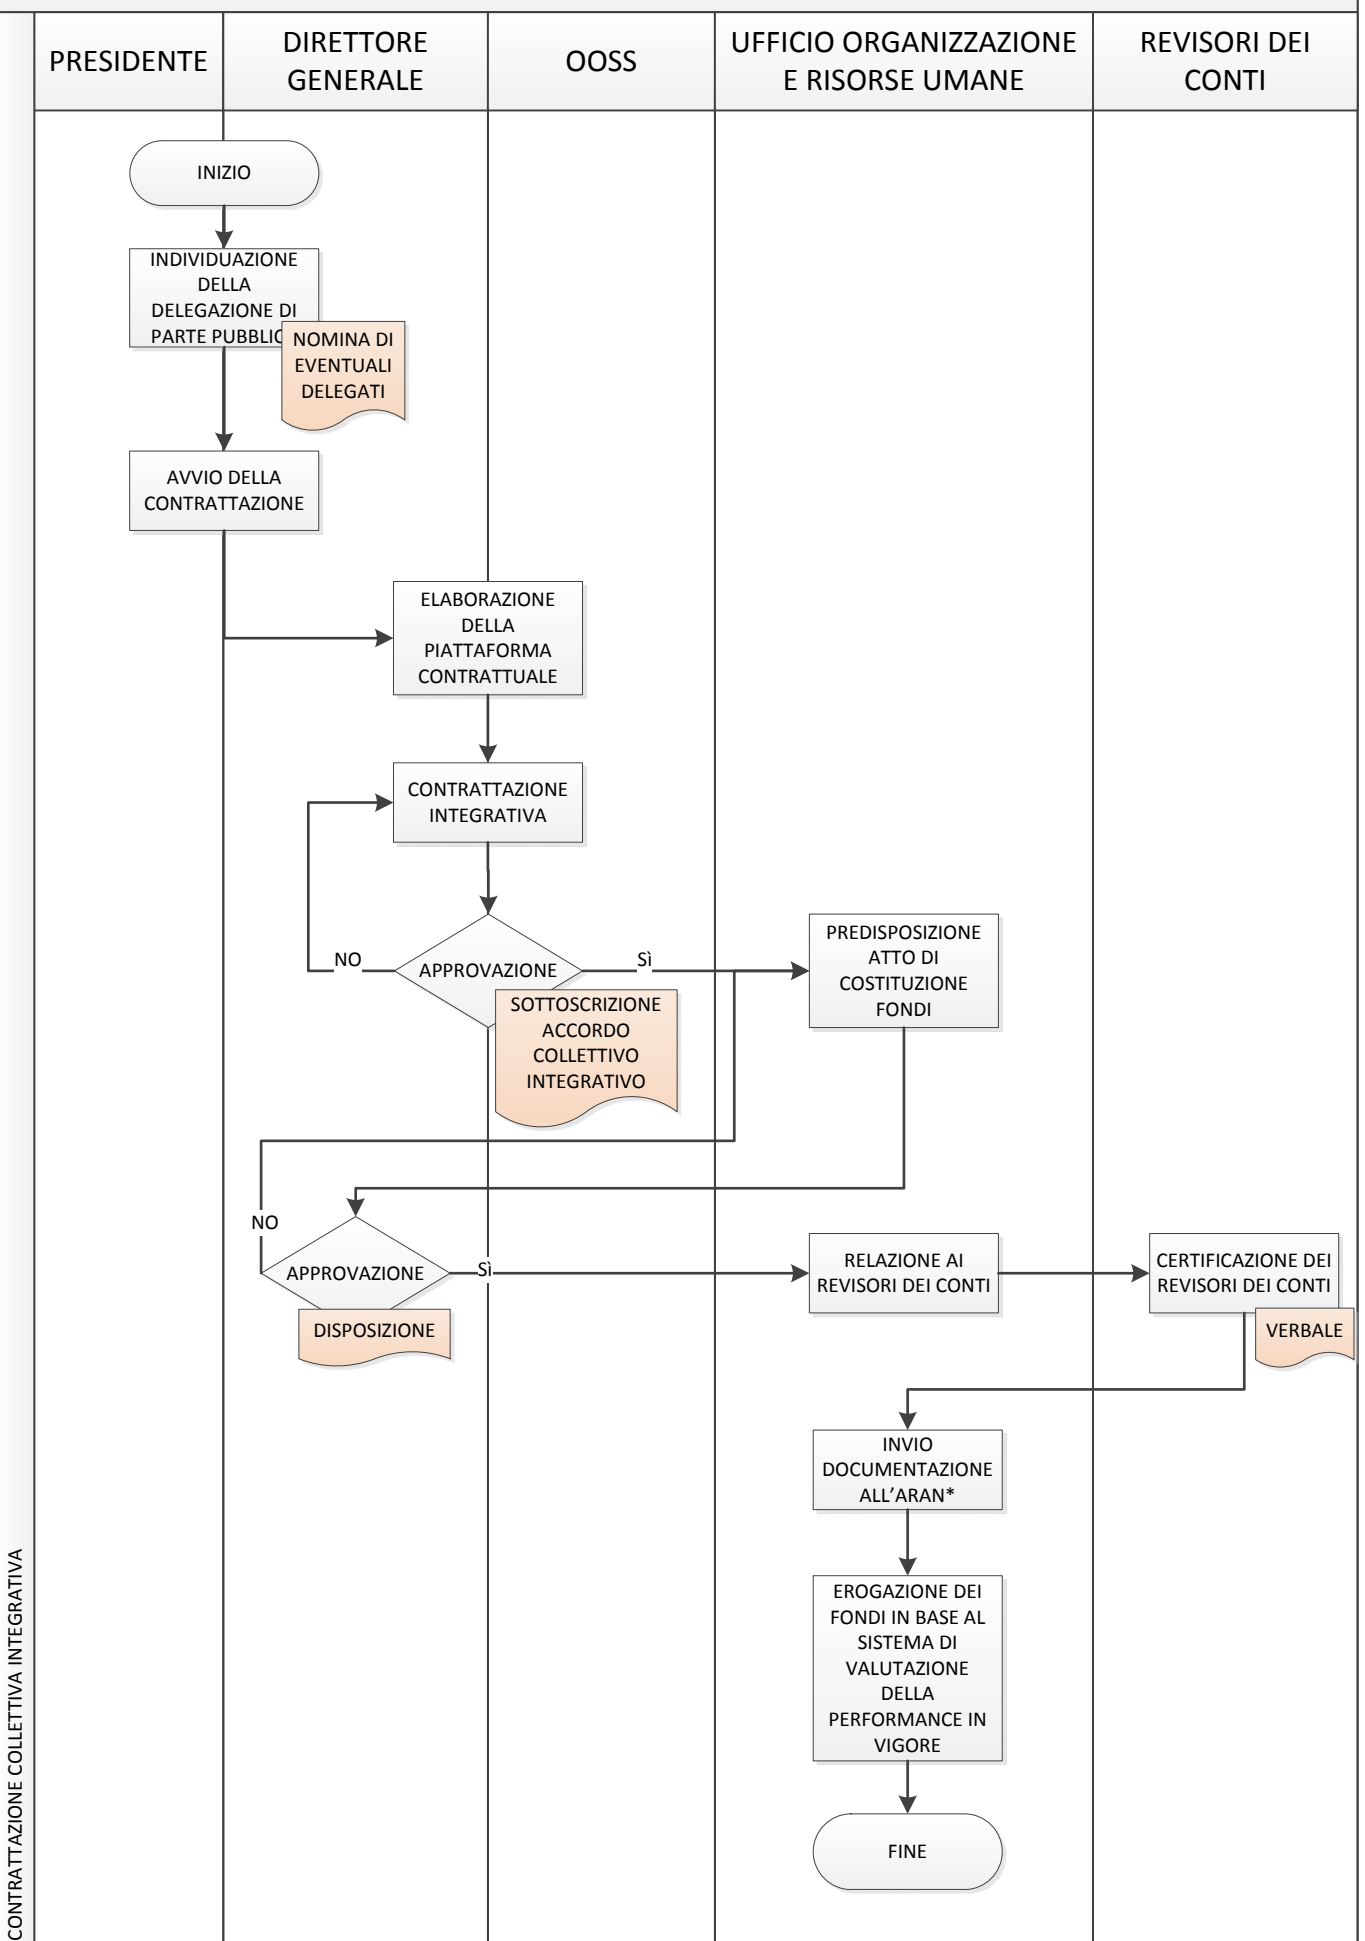 PRESIDENTE
DIRETTORE
GENERALE
OOSS
UFFICIO ORGANIZZAZIONE
E RISORSE UMANE
REVISORI DEI
CONTI
INIZIO
INDIVIDUAZIONE
DELLA
DELEGAZIONE DI
PARTE PUBBLIC
NOMINA DI
EVENTUALI
DELEGATI
AVVIO DELLA
CONTRATTAZIONE
ELABORAZIONE
DELLA
PIATTAFORMA
CONTRATTUALE
CONTRATTAZIONE
INTEGRATIVA
NO
APPROVAZIONE
Sì
SOTTOSCRIZIONE
ACCORDO
COLLETTIVO
INTEGRATIVO
PREDISPOSIZIONE
ATTO DI
COSTITUZIONE
FONDI
NO
APPROVAZIONE
Sì
DISPOSIZIONE
RELAZIONE AI
REVISORI DEI CONTI
CERTIFICAZIONE DEI
REVISORI DEI CONTI
VERBALE
INVIO
DOCUMENTAZIONE
ALL’ARAN*
EROGAZIONE DEI
FONDI IN BASE AL
SISTEMA DI
VALUTAZIONE
DELLA
PERFORMANCE IN
VIGORE
FINE
CONTRATTAZIONE COLLETTIVA INTEGRATIVA